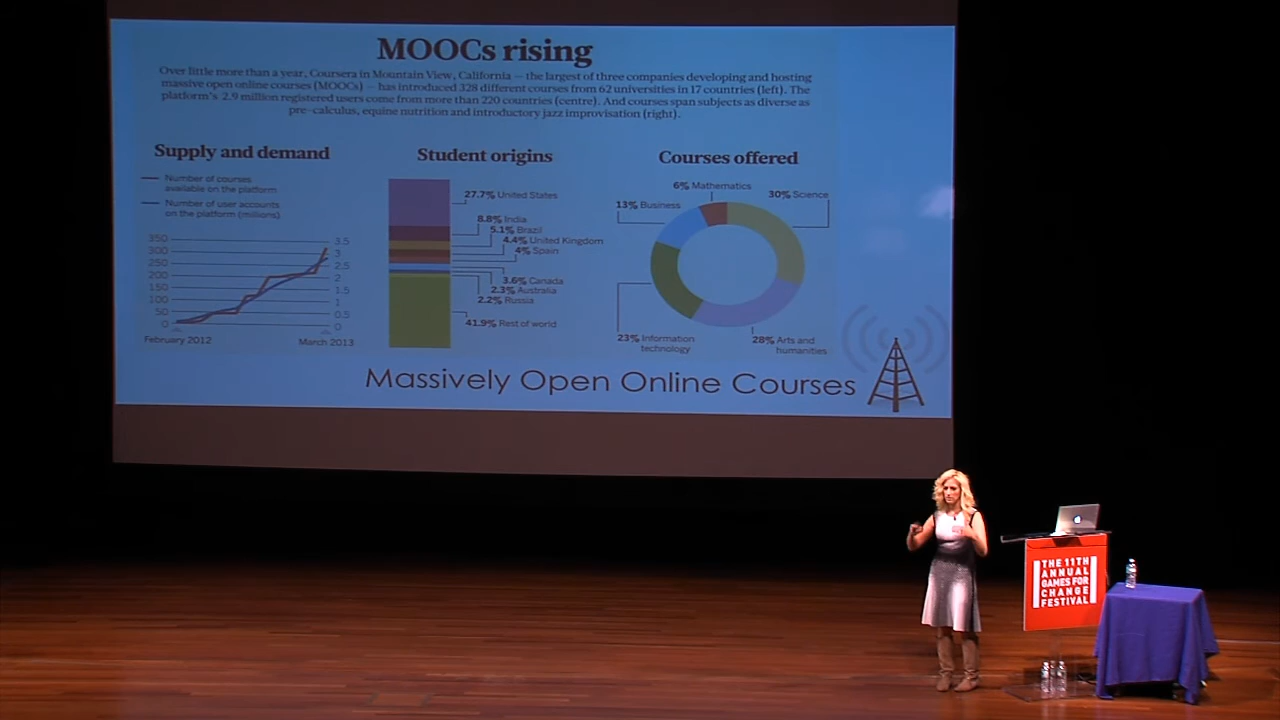 MOOCs rising
Over little more than a year, Coursera in Mountain View, California — the largest of three companies developing and hosting
massive open online courses (MOOCs) — has introduced 328 different courses from 62 universities in 17 countries (left). The
platform's 2.9 million registered users come from more than 220 countries (centre). And courses span subjects as diverse as
pre-calculus, equine nutrition and introductory jazz improvisation (right).
Supply and demand
Number of courses
available on the platform
Number of user accounts
on the platform (millions)
350
300
250
200
150
100
50
0
3.5
3
2.5
2
1.5
1
0.5
0
February 2012
March 2013
Student origins
27.7% United States
8.8% India
5.1% Brazil
4.4% United Kingdom
4% Spain
3.6% Canada
2.3% Australia
2.2% Russia
41.9% Rest of world
Courses offered
6% Mathematics
30% Science
13% Business
23% Information
technology
28% Arts and
humanities
Massively Open Online Courses
THE 11TH
ANNUAL
GAMES FOR
CHANGE
FESTIVAL